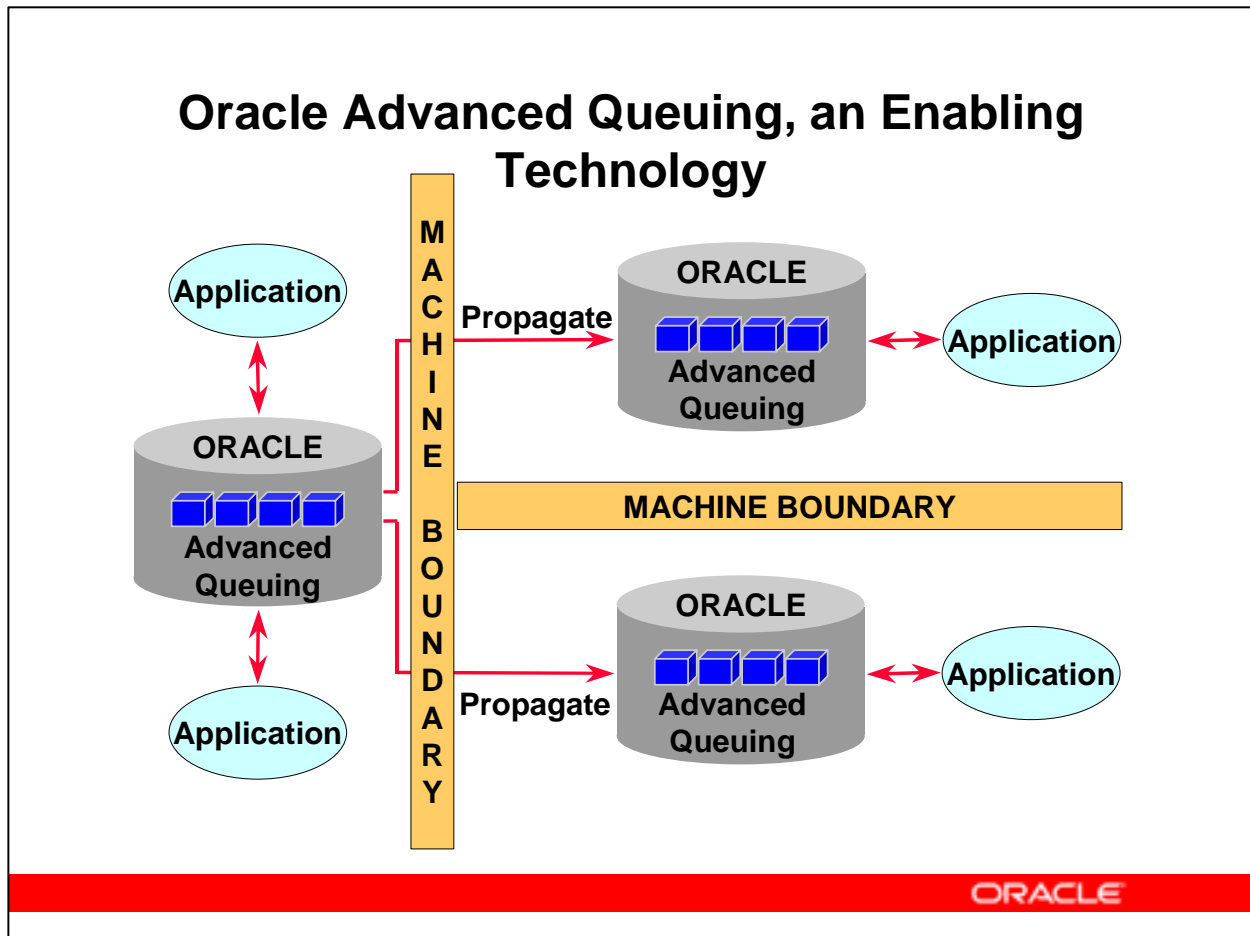 Oracle Advanced Queuing, an Enabling
Technology
Application
ORACLE
Advanced
Queuing
Application
MACHINE BOUNDARY
Propagate
ORACLE
Advanced
Queuing
Application
MACHINE BOUNDARY
Propagate
ORACLE
Advanced
Queuing
Application
ORACLE